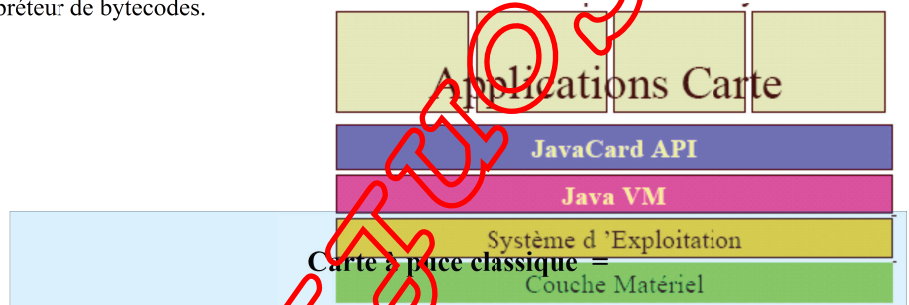 préteur de bytecodes.
Applications Carte
JavaCard API
Java VM
Système d 'Exploitation
Carte à puce classique =
Couche Matériel